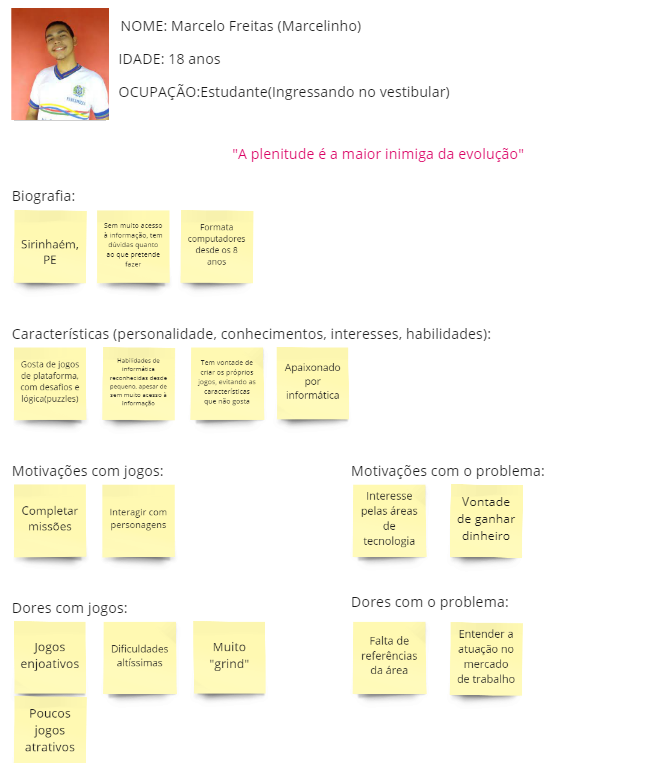 NOME: Marcelo Freitas (Marcelinho)
IDADE: 18 anos
OCUPAÇÃO:Estudante(Ingressando no vestibular)
"A plenitude é a maior inimiga da evolução"
Biografia:
Sirinhaém,
PE
Sem muito acesso
à informação, tem
dúvidas quanto
ao que pretende
fazer
Formata
computadores
desde os 8
anos
Características (personalidade, conhecimentos, interesses, habilidades):
Gosta de jogos
de plataforma,
com desafios e
lógica(puzzles)
Habilidades de
informática
reconhecidas desde
pequeno, apesar de
sem muito acesso à
informação
Tem vontade de
criar os próprios
jogos, evitando as
características
que não gosta
Apaixonado
por
informática
Motivações com jogos:
Completar
missões
Interagir com
personagens
Motivações com o problema:
Interesse
pelas áreas
de
tecnologia
Vontade
de ganhar
dinheiro
Dores com jogos:
Jogos
enjoativos
Dificuldades
altíssimas
Muito
"grind"
Poucos
jogos
atrativos
Dores com o problema:
Falta de
referências
da área
Entender a
atuação no
mercado
de trabalho